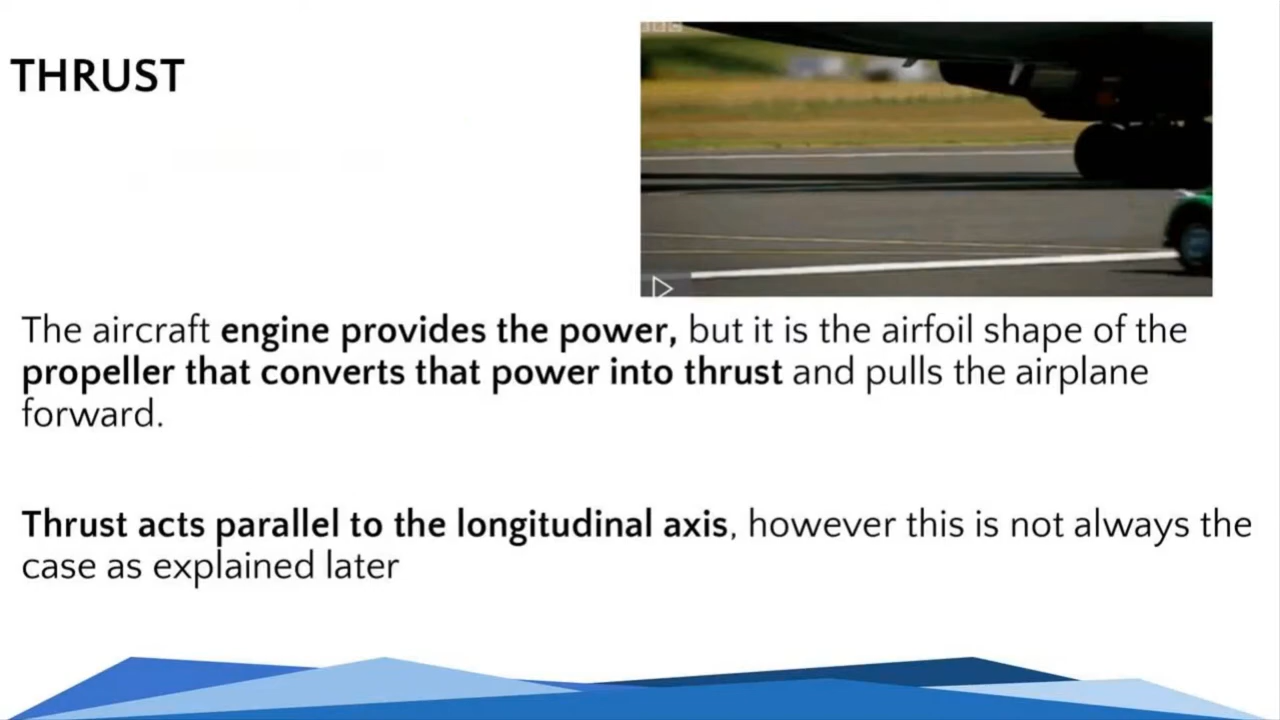 BBC
THRUST
The aircraft engine provides the power, but it is the airfoil shape of the
propeller that converts that power into thrust and pulls the airplane
forward.
Thrust acts parallel to the longitudinal axis, however this is not always the
case as explained later